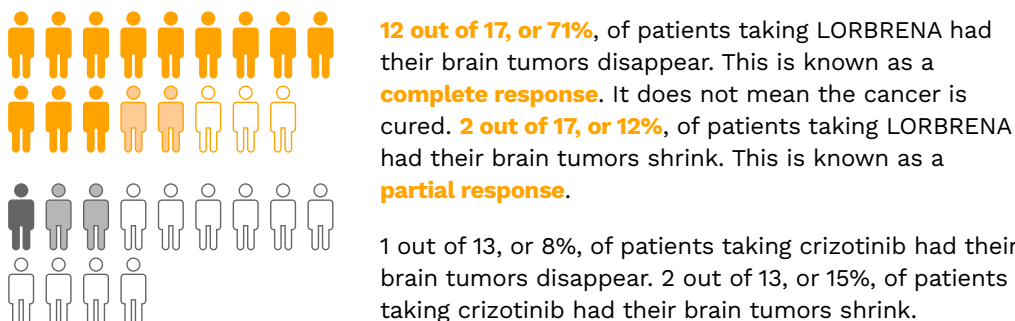 12 out of 17, or 71%, of patients taking LORBRENA had
their brain tumors disappear. This is known as a
complete response. It does not mean the cancer is
cured. 2 out of 17, or 12%, of patients taking LORBRENA
had their brain tumors shrink. This is known as a
partial response.
1 out of 13, or 8%, of patients taking crizotinib had their
brain tumors disappear. 2 out of 13, or 15%, of patients
taking crizotinib had their brain tumors shrink.